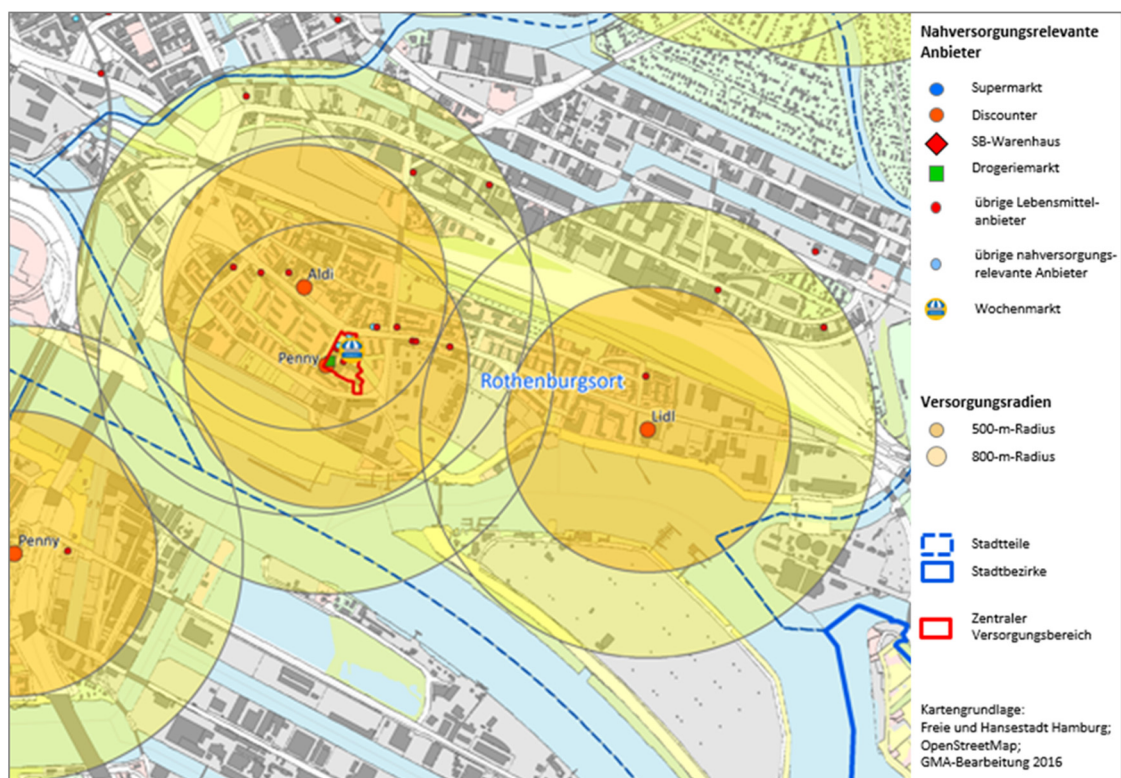 Aldi
Penny
Rothenburgsort
Lidl
Penny
Nahversorgungsrelevante
Anbieter
Supermarkt
Discounter
SB-Warenhaus
Drogeriemarkt
übrige Lebensmittel-
anbieter
übrige nahversorgungs-
relevante Anbieter
Wochenmarkt
Versorgungsradien
500-m-Radius
800-m-Radius
Stadtteile
Stadtbezirke
Zentraler
Versorgungsbereich
Kartengrundlage:
Freie und Hansestadt Hamburg;
OpenStreetMap;
GMA-Bearbeitung 2016